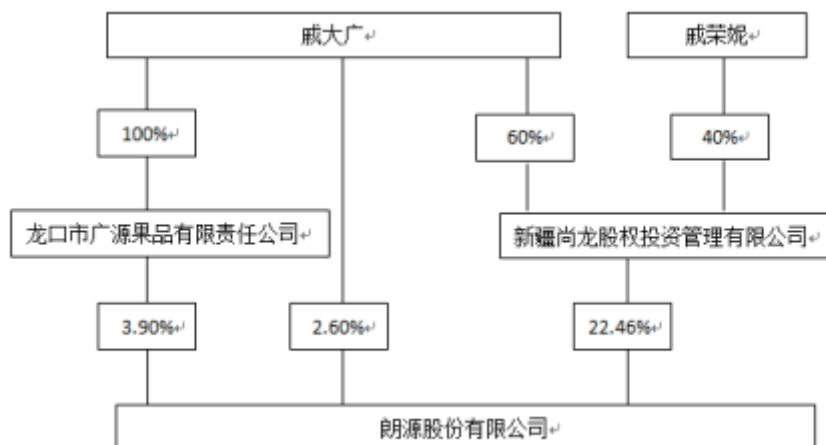 戚大广
戚荣妮
100%
60%
40%
龙口市广源果品有限责任公司
新疆尚龙股权投资管理有限公司
3.90%
2.60%
22.46%
朗源股份有限公司